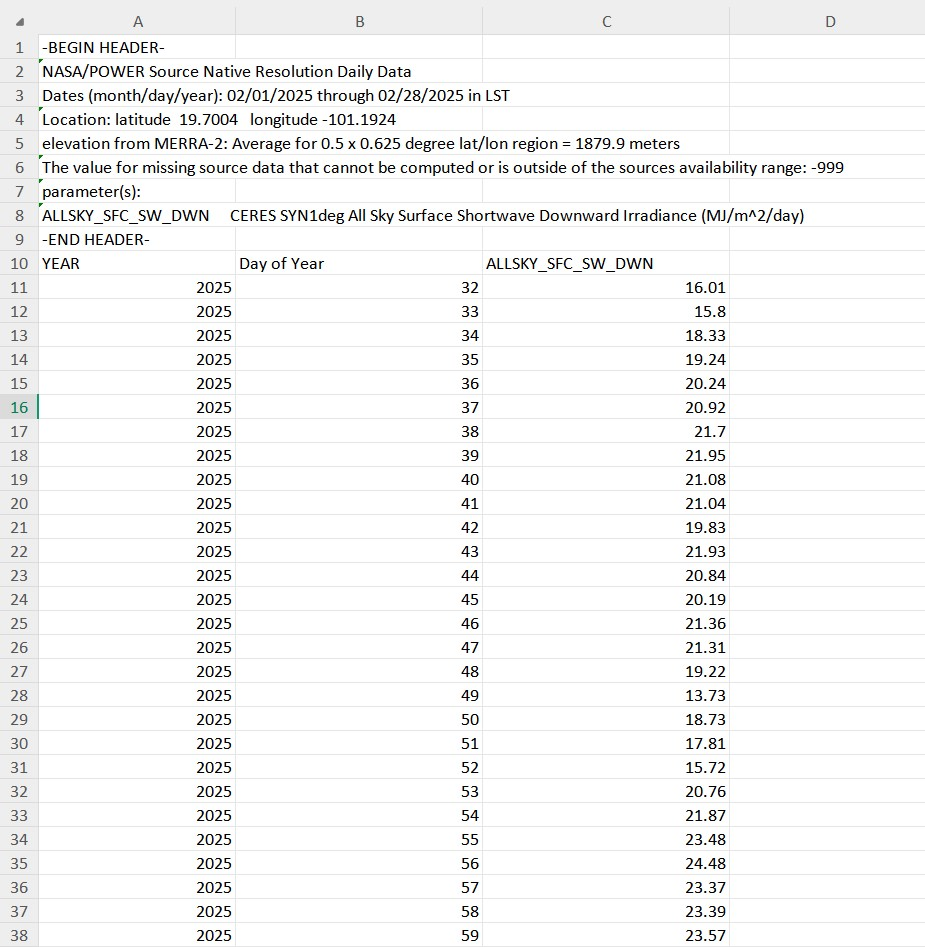 A B C D
1 -BEGIN HEADER-
2 NASA/POWER Source Native Resolution Daily Data
3 Dates (month/day/year): 02/01/2025 through 02/28/2025 in LST
4 Location: latitude  19.7004   longitude -101.1924
5 elevation from MERRA-2: Average for 0.5 x 0.625 degree lat/lon region = 1879.9 meters
6 The value for missing source data that cannot be computed or is outside of the sources availability range: -999
7 parameter(s):
8 ALLSKY_SFC_SW_DWN     CERES SYN1deg All Sky Surface Shortwave Downward Irradiance (MJ/m^2/day)
9 -END HEADER-
10 YEAR Day of Year ALLSKY_SFC_SW_DWN
11 2025 32 16.01
12 2025 33 15.8
13 2025 34 18.33
14 2025 35 19.24
15 2025 36 20.24
16 2025 37 20.92
17 2025 38 21.7
18 2025 39 21.95
19 2025 40 21.08
20 2025 41 21.04
21 2025 42 19.83
22 2025 43 21.93
23 2025 44 20.84
24 2025 45 20.19
25 2025 46 21.36
26 2025 47 21.31
27 2025 48 19.22
28 2025 49 13.73
29 2025 50 18.73
30 2025 51 17.81
31 2025 52 15.72
32 2025 53 20.76
33 2025 54 21.87
34 2025 55 23.48
35 2025 56 24.48
36 2025 57 23.37
37 2025 58 23.39
38 2025 59 23.57